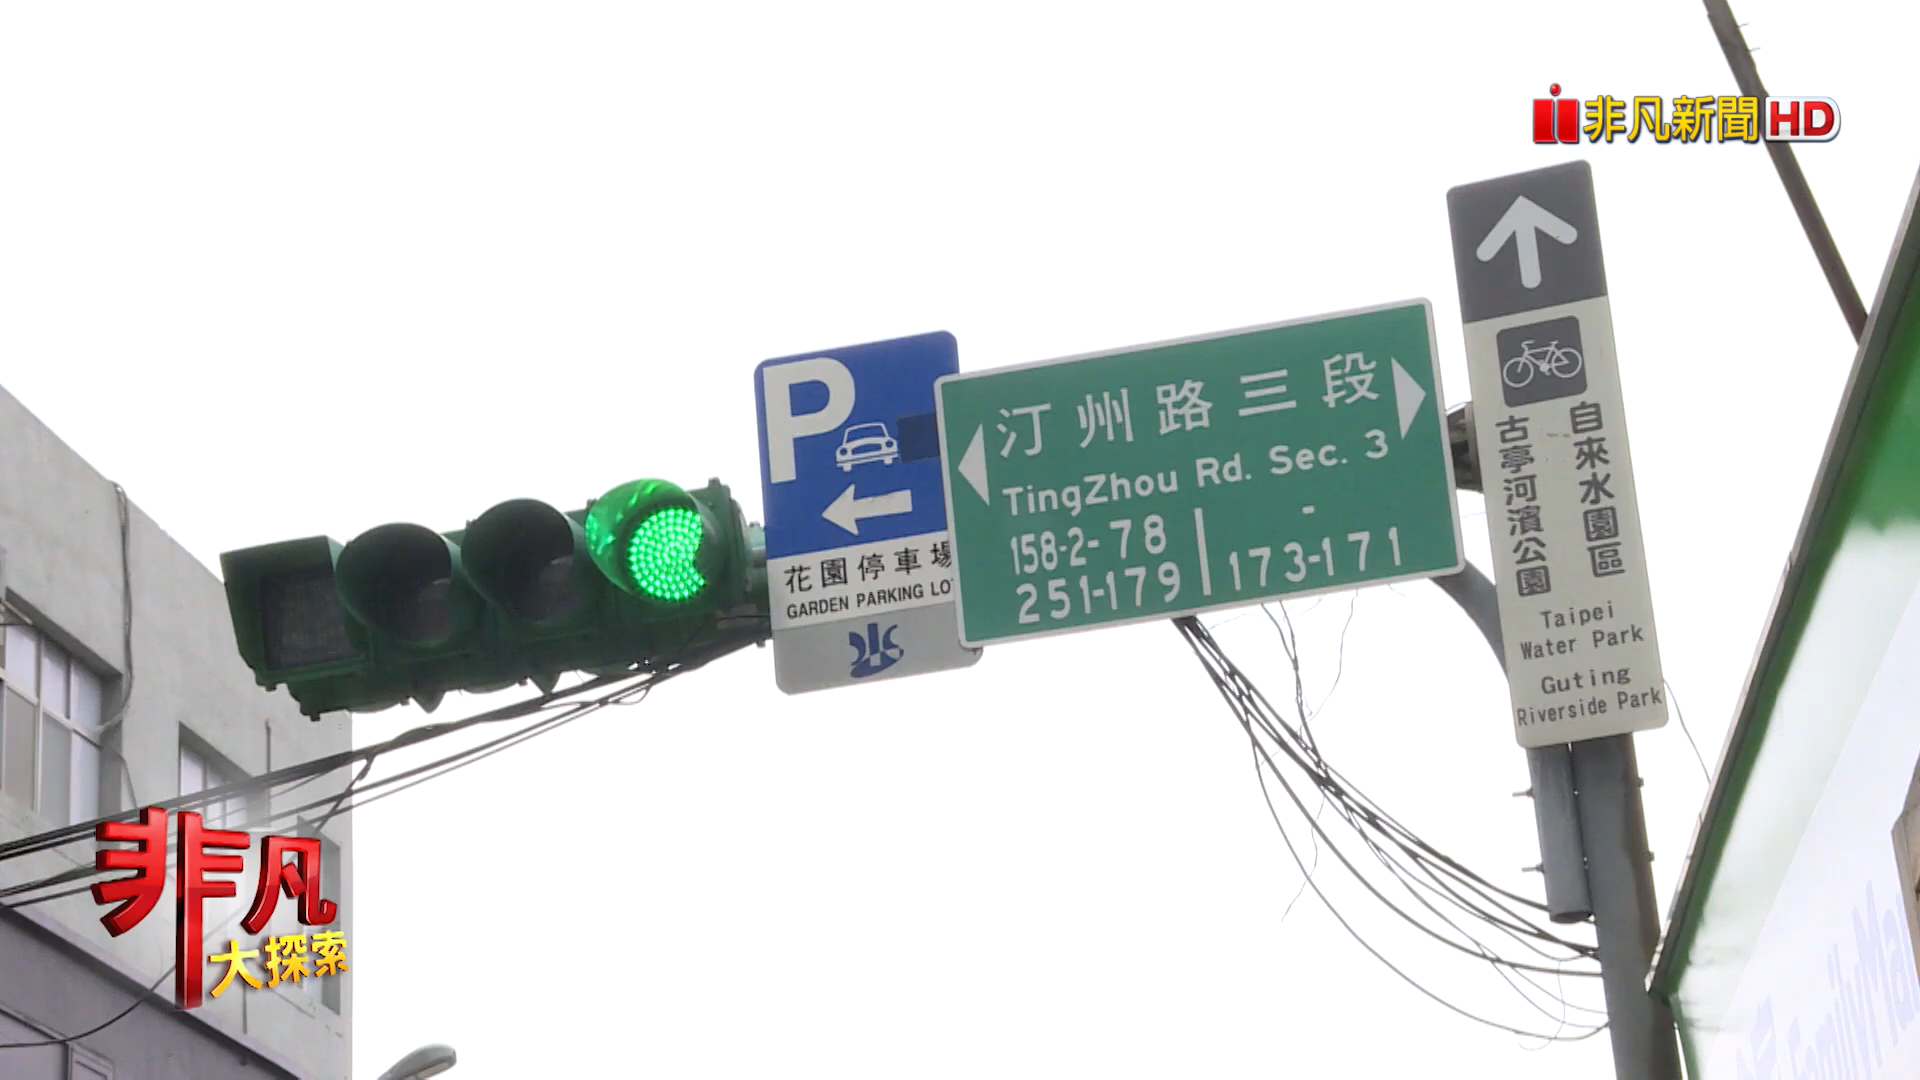 非凡新聞HD
P
花園停車場
GARDEN PARKING LO
汀州路三段
TingZhou Rd. Sec. 3
158-2-78
251-179
-
173-171
自來水園區
古亭河濱公園
Taipei
Water Park
Guting
Riverside Park
非凡
大探索
FamilyMar